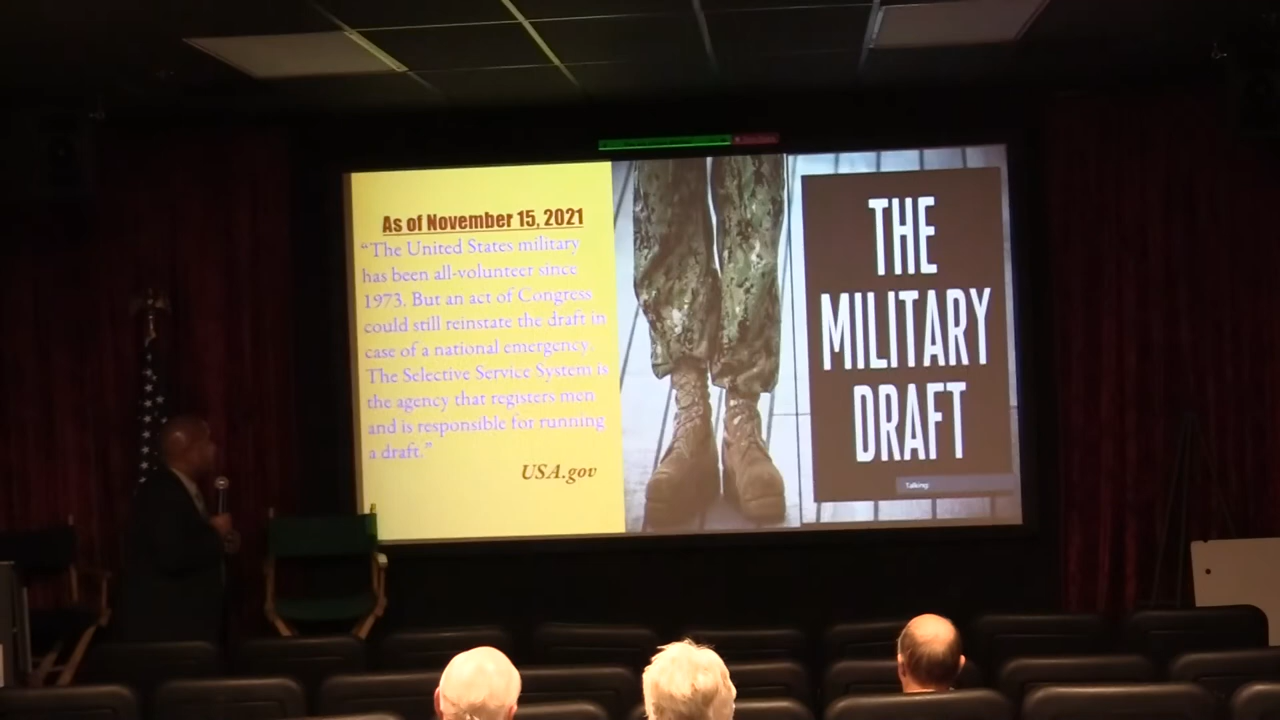 As of November 15, 2021
“The United States military
has been all-volunteer since
1973. But an act of Congress
could still reinstate the draft in
case of a national emergency.
The Selective Service System is
the agency that registers men
and is responsible for running
a draft.”
USA.gov
THE
MILITARY
DRAFT
Talking: